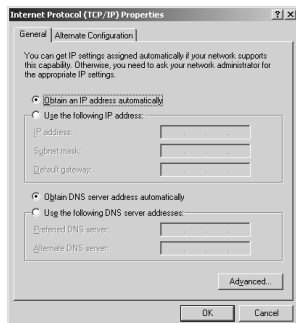 Internet Protocol (TCP/IP) Properties
General Alternate Configuration
You can get IP settings assigned automatically if your network supports
this capability. Otherwise, you need to ask your network administrator for
the appropriate IP settings.
Obtain an IP address automatically
Use the following IP address:
IP address:
Subnet mask:
Default gateway:
Obtain DNS server address automatically
Use the following DNS server addresses:
Preferred DNS server:
Alternate DNS server:
Advanced...
OK Cancel